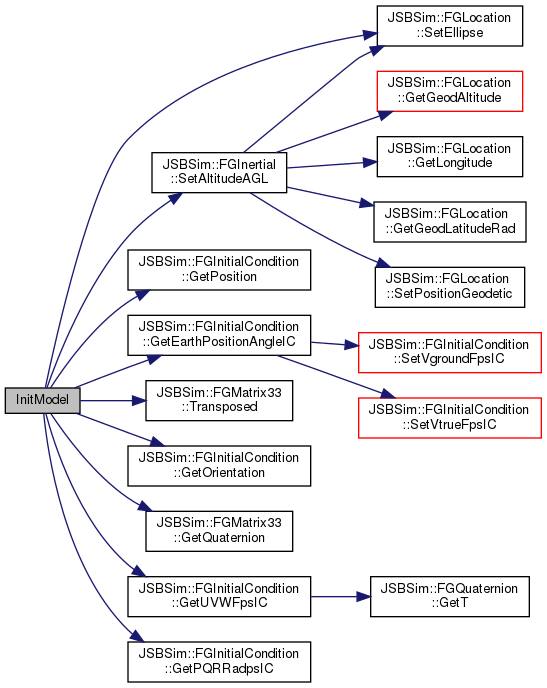 InitModel
JSBSim::FGLocation
::SetEllipse
JSBSim::FGInertial
::SetAltitudeAGL
JSBSim::FGLocation
::GetGeodAltitude
JSBSim::FGLocation
::GetLongitude
JSBSim::FGLocation
::GetGeodLatitudeRad
JSBSim::FGLocation
::SetPositionGeodetic
JSBSim::FGInitialCondition
::GetPosition
JSBSim::FGInitialCondition
::GetEarthPositionAngleIC
JSBSim::FGInitialCondition
::SetVgroundFpsIC
JSBSim::FGInitialCondition
::SetVtrueFpsIC
JSBSim::FGMatrix33
::Transposed
JSBSim::FGInitialCondition
::GetOrientation
JSBSim::FGMatrix33
::GetQuaternion
JSBSim::FGInitialCondition
::GetUVWFpsIC
JSBSim::FGQuaternion
::GetT
JSBSim::FGInitialCondition
::GetPQRRadpsIC